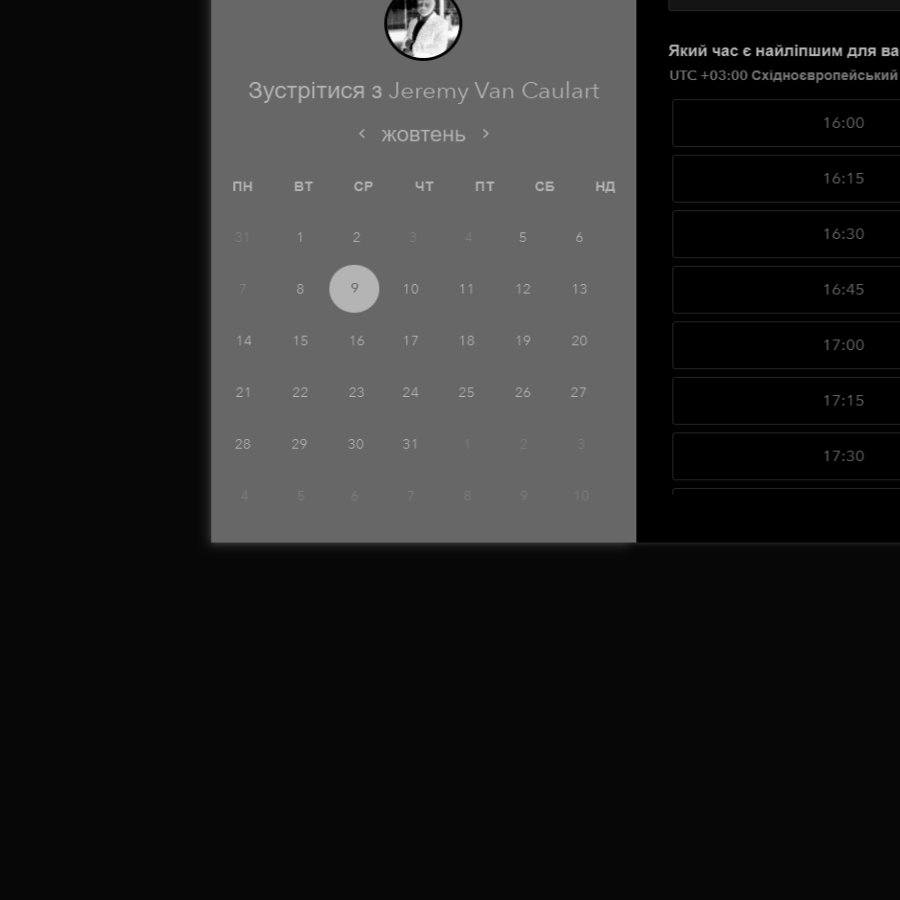 Зустрітися з Jeremy Van Caulart
жовтень
ПН ВТ СР ЧТ ПТ СБ НД
31 1 2 3 4 5 6
7 8 9 10 11 12 13
14 15 16 17 18 19 20
21 22 23 24 25 26 27
28 29 30 31 1 2 3
4 5 6 7 8 9 10
Який час є найліпшим для ва
UTC +03:00 Східноєвропейський
16:00
16:15
16:30
16:45
17:00
17:15
17:30